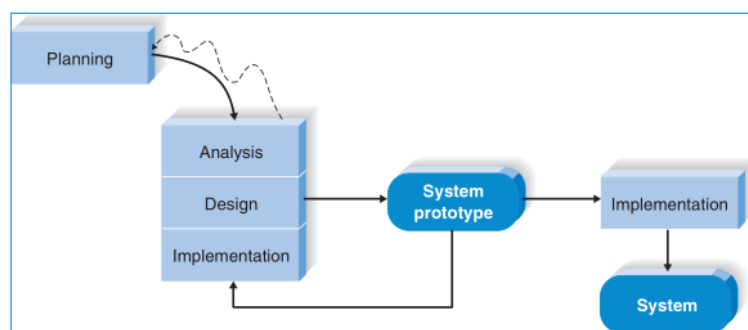 Planning
Analysis
Design
Implementation
System
prototype
Implementation
System